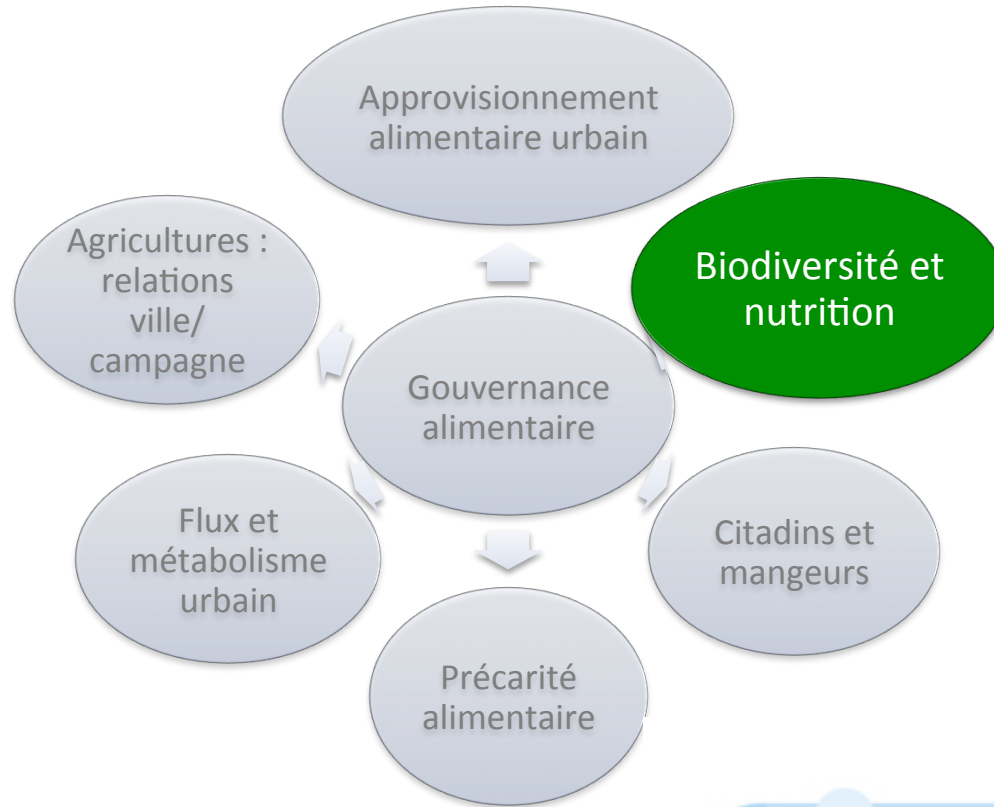 Approvisionnement
alimentaire urbain
Biodiversité et
nutrition
Agricultures :
relations
ville/
campagne
Gouvernance
alimentaire
Flux et
métabolisme
urbain
Citadins et
mangeurs
Précarité
alimentaire